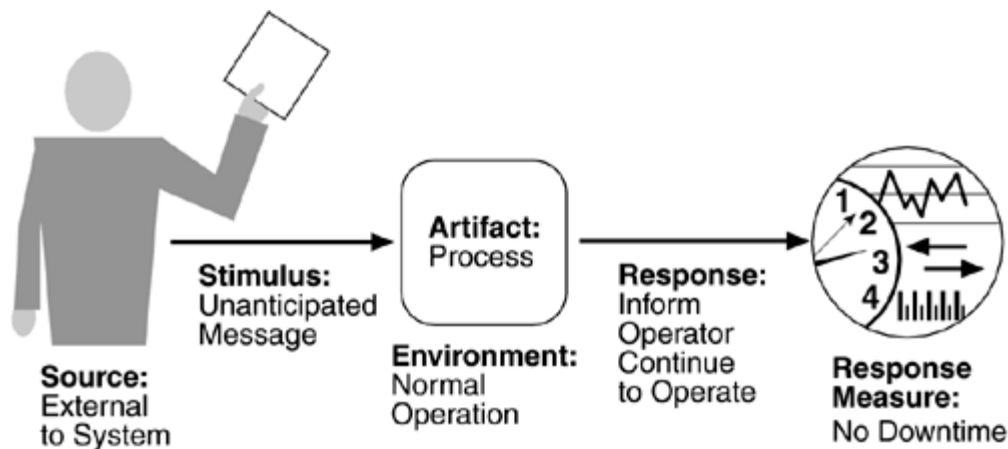 Source:
External
to System
Stimulus:
Unanticipated
Message
Artifact:
Process
Environment:
Normal
Operation
Response:
Inform
Operator
Continue
to Operate
1
2
3
4
Response
Measure:
No Downtime